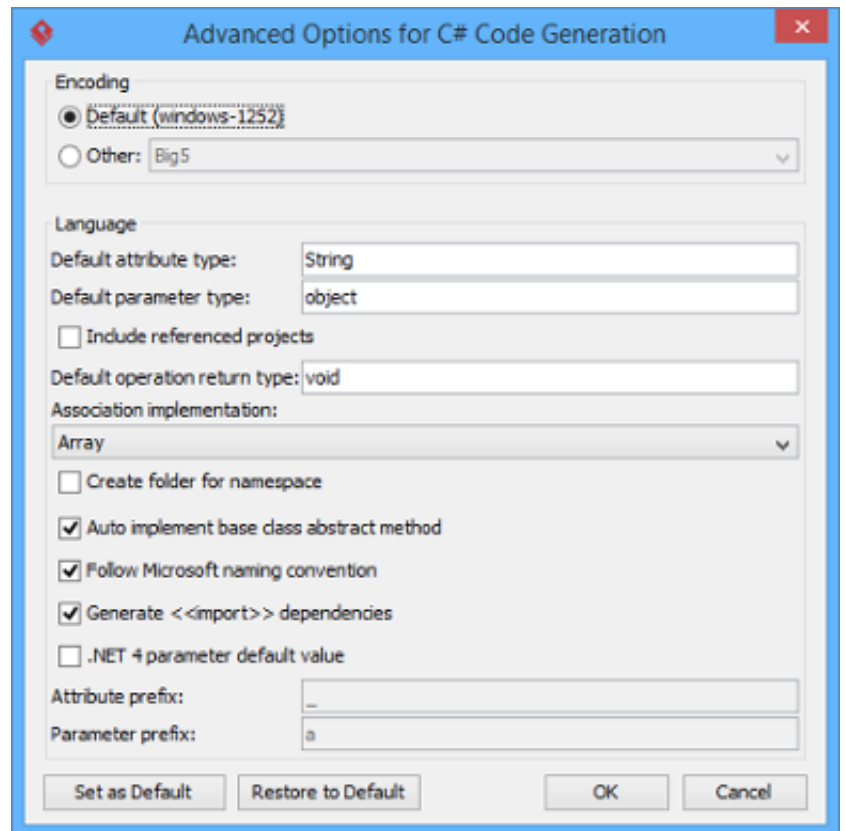 Advanced Options for C# Code Generation
Encoding
Default (windows-1252)
Other: Big5
Language
Default attribute type: String
Default parameter type: object
Include referenced projects
Default operation return type: void
Association implementation:
Array
Create folder for namespace
Auto implement base class abstract method
Follow Microsoft naming convention
Generate <<import>> dependencies
.NET 4 parameter default value
Attribute prefix: _
Parameter prefix: a
Set as Default Restore to Default OK Cancel